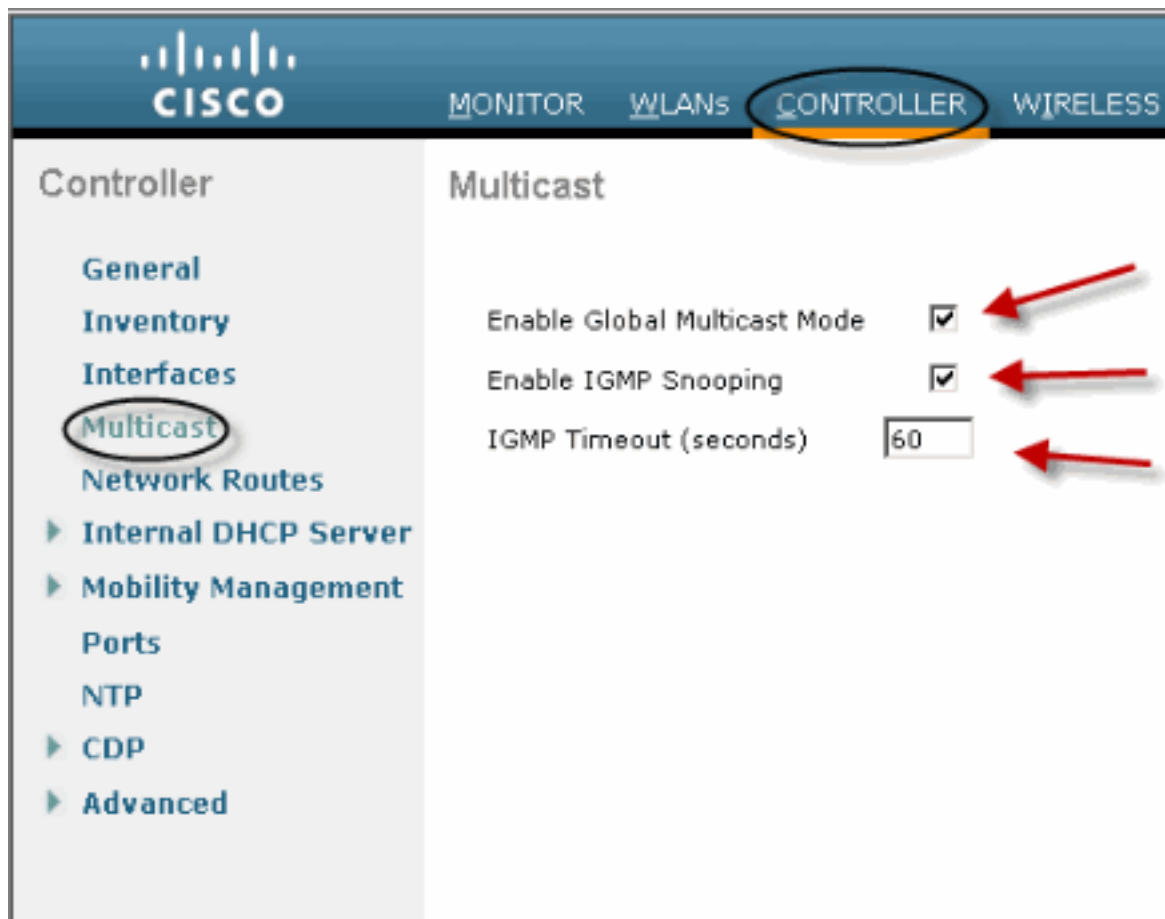 CISCO
MONITOR WLANs CONTROLLER WIRELESS
Controller
General
Inventory
Interfaces
Multicast
Network Routes
Internal DHCP Server
Mobility Management
Ports
NTP
CDP
Advanced
Multicast
Enable Global Multicast Mode
Enable IGMP Snooping
IGMP Timeout (seconds) 60